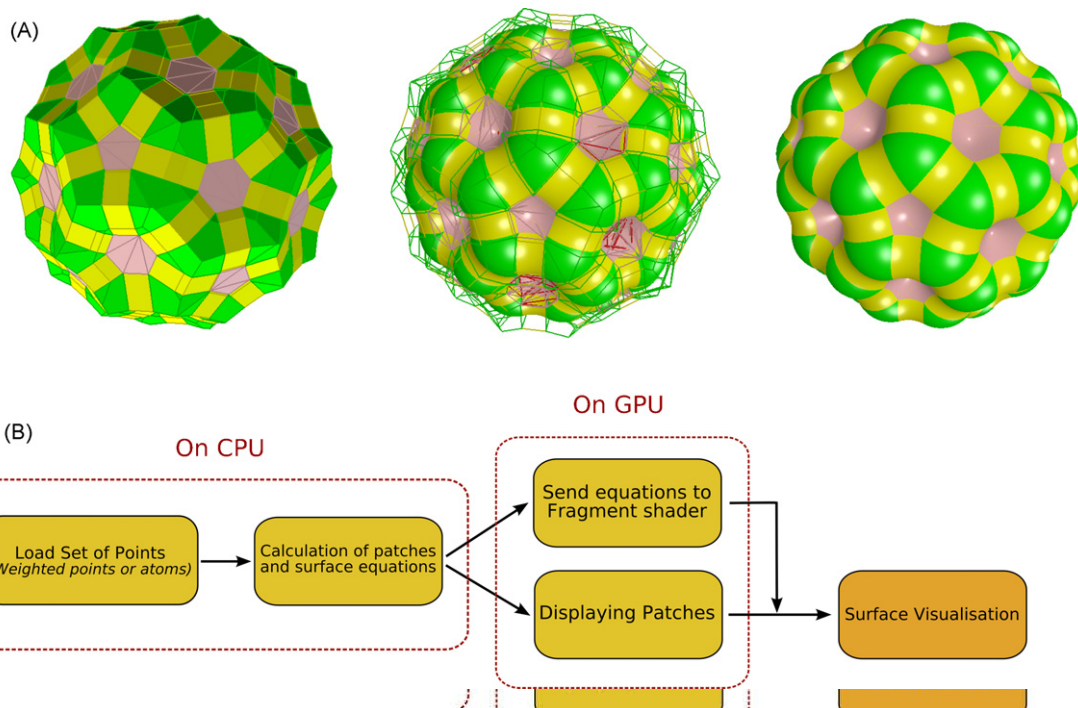 (A)
(B)
On CPU
On GPU
Load Set of Points
Weighted points or atoms)
Calculation of patches
and surface equations
Send equations to
Fragment shader
Displaying Patches
Surface Visualisation